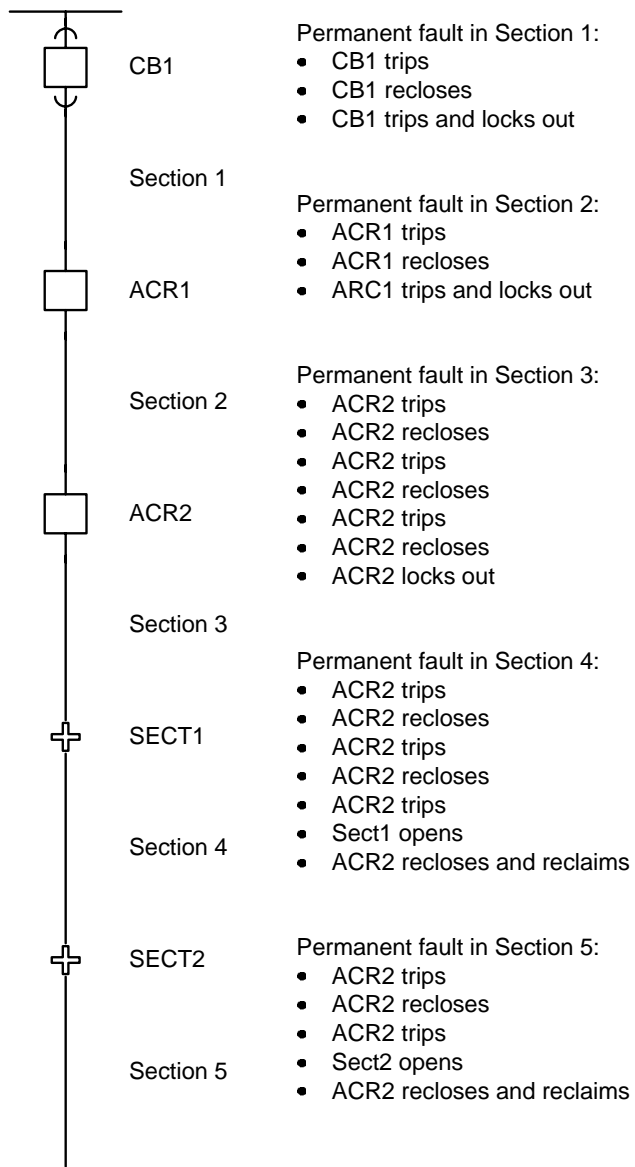 CB1
Section 1
ACR1
Section 2
ACR2
Section 3
SECT1
Section 4
SECT2
Section 5
Permanent fault in Section 1:
• CB1 trips
• CB1 recloses
• CB1 trips and locks out
Permanent fault in Section 2:
• ACR1 trips
• ACR1 recloses
• ARC1 trips and locks out
Permanent fault in Section 3:
• ACR2 trips
• ACR2 recloses
• ACR2 trips
• ACR2 recloses
• ACR2 trips
• ACR2 recloses
• ACR2 locks out
Permanent fault in Section 4:
• ACR2 trips
• ACR2 recloses
• ACR2 trips
• ACR2 recloses
• ACR2 trips
• Sect1 opens
• ACR2 recloses and reclaims
Permanent fault in Section 5:
• ACR2 trips
• ACR2 recloses
• ACR2 trips
• Sect2 opens
• ACR2 recloses and reclaims